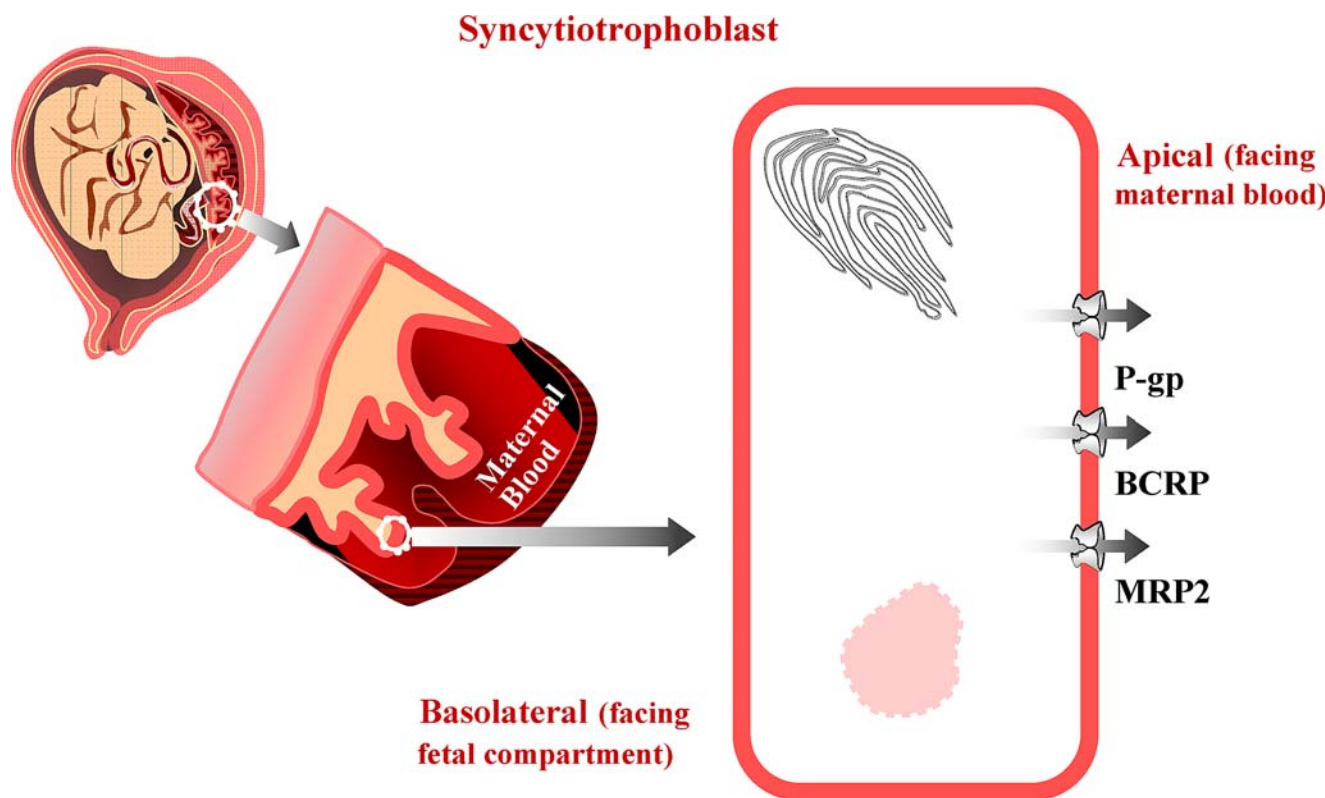 Syncytiotrophoblast
Apical (facing
maternal blood)
Maternal
Blood
P-gp
BCRP
MRP2
Basolateral (facing
fetal compartment)